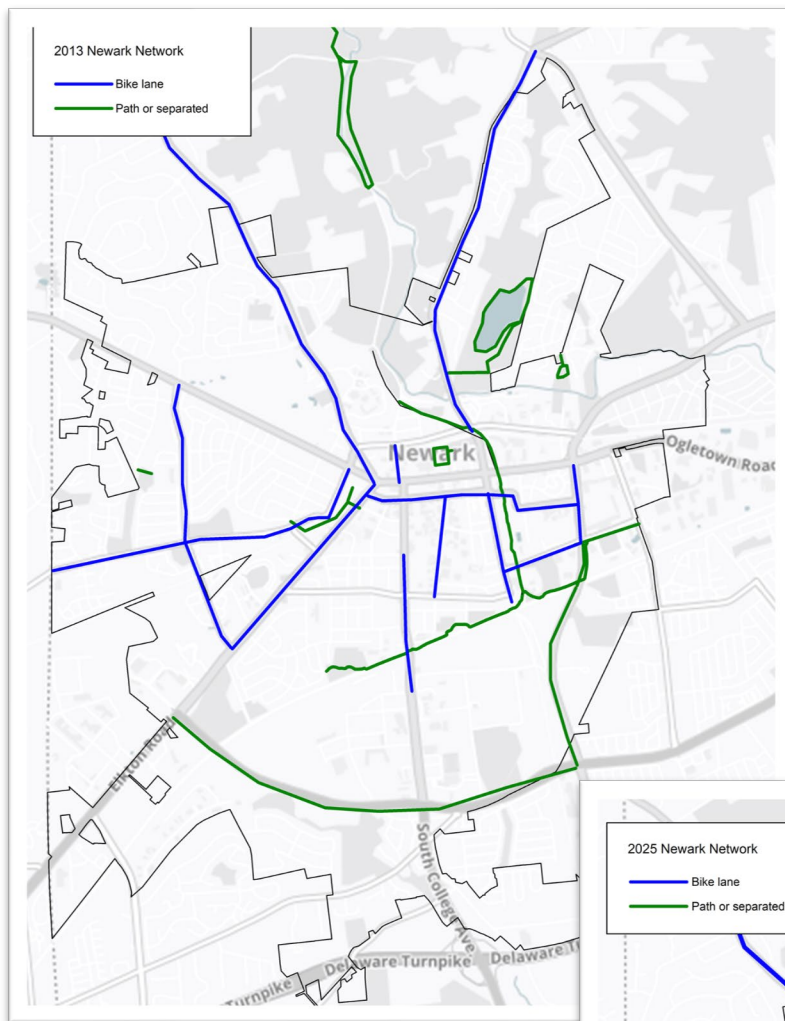 2013 Newark Network
Bike lane
Path or separated
Newark
Ogletown Road
Elkton Road
South College Ave
Delaware Turnpike
Delaware
Turnpike
2025 Newark Network
Bike lane
Path or separated